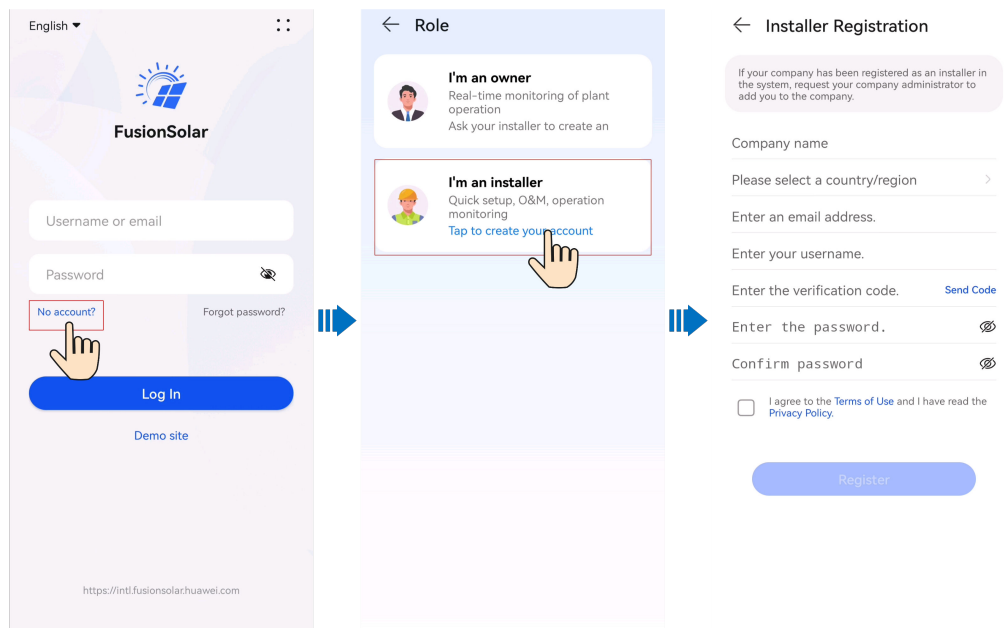 English
FusionSolar
Username or email
Password
No account?
Forgot password?
Log In
Demo site
https://intl.fusionsolar.huawei.com
Role
I'm an owner
Real-time monitoring of plant
operation
Ask your installer to create an
I'm an installer
Quick setup, O&M, operation
monitoring
Tap to create your account
Installer Registration
If your company has been registered as an installer in
the system, request your company administrator to
add you to the company.
Company name
Please select a country/region
Enter an email address.
Enter your username.
Enter the verification code. Send Code
Enter the password.
Confirm password
I agree to the Terms of Use and I have read the
Privacy Policy.
Register